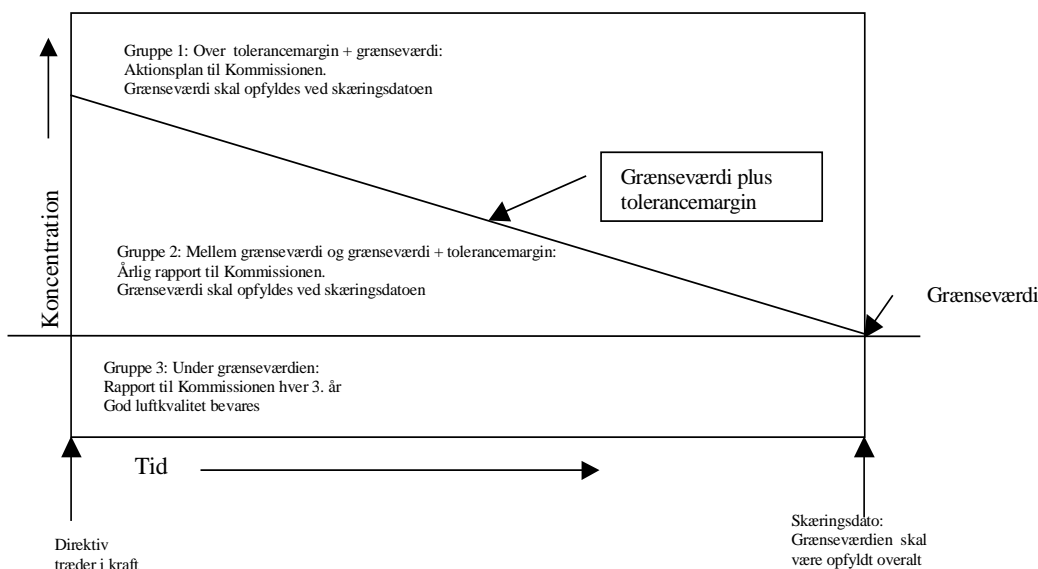 Gruppe 1: Over tolerancemargin + grænseværdi:
Aktionsplan til Kommissionen.
Grænseværdi skal opfyldes ved skæringsdatoen
Grænseværdi plus
tolerancemargin
Koncentration
Gruppe 2: Mellem grænseværdi og grænseværdi + tolerancemargin:
Årlig rapport til Kommissionen.
Grænseværdi skal opfyldes ved skæringsdatoen
Grænseværdi
Gruppe 3: Under grænseværdien:
Rapport til Kommissionen hver 3. år
God luftkvalitet bevares
Tid
Direktiv
træder i kraft
Skæringsdato:
Grænseværdien skal
være opfyldt overalt